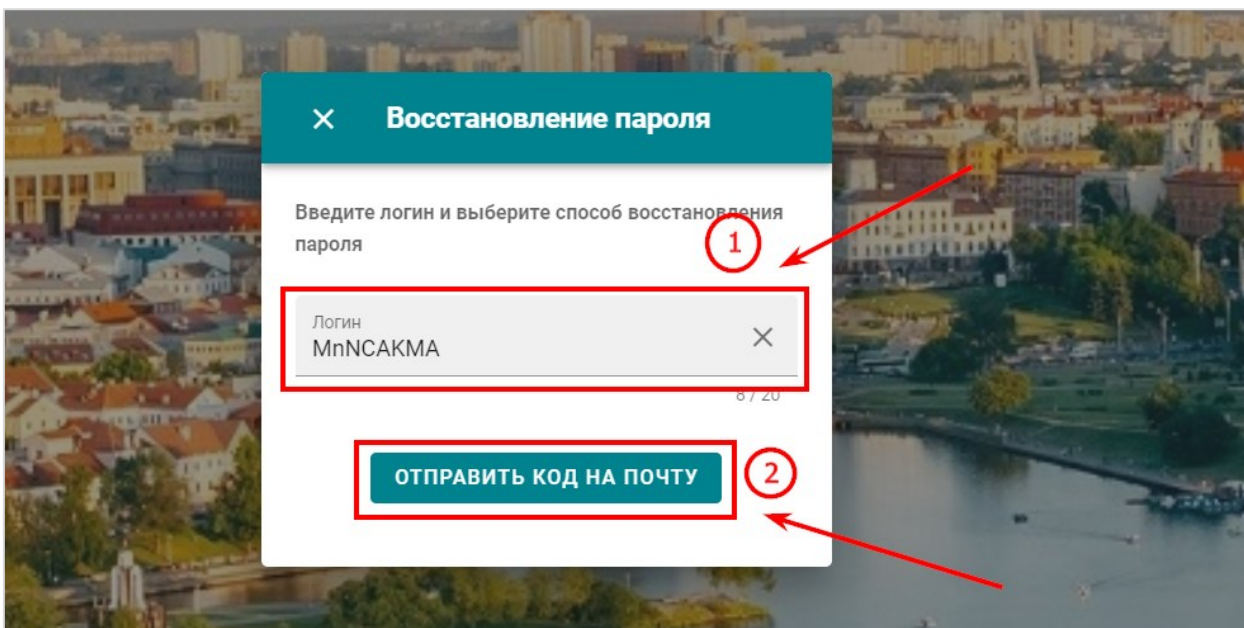 Восстановление пароля
Введите логин и выберите способ восстановления
пароля
1
Логин
MnNCAKMA
8 / 20
ОТПРАВИТЬ КОД НА ПОЧТУ
2